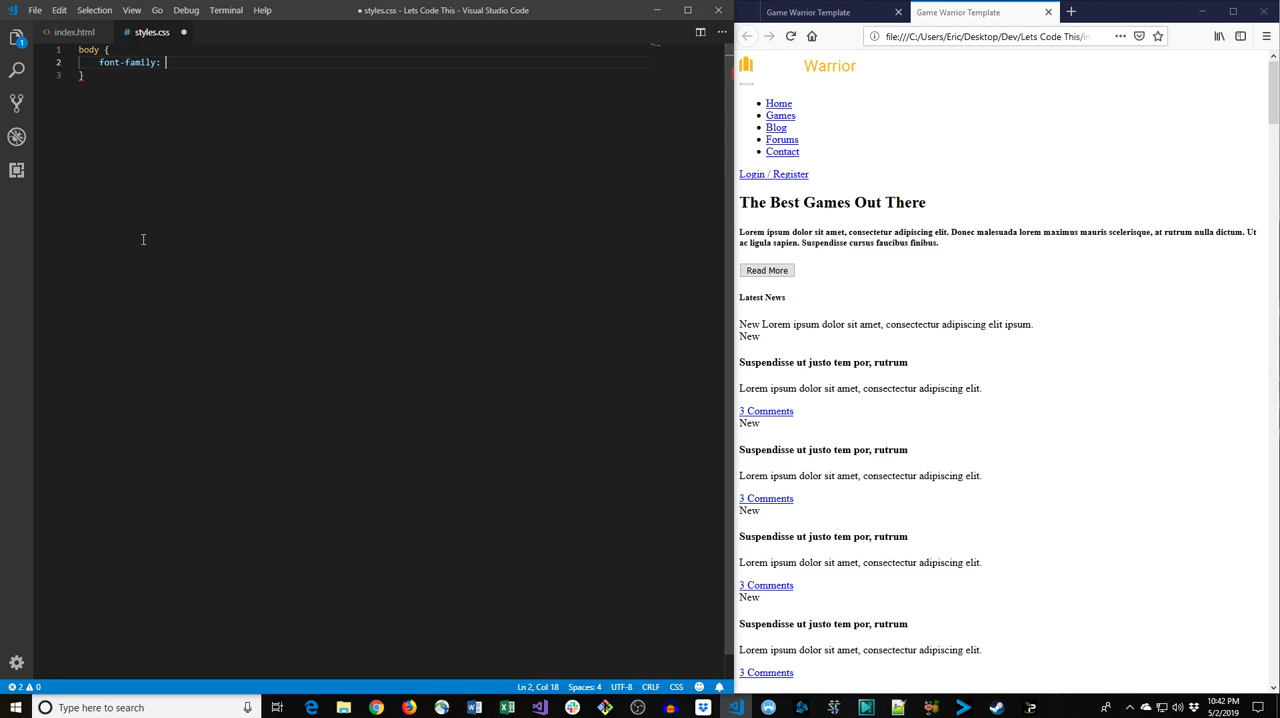 File Edit Selection View Go Debug Terminal Help
● styles.css - Lets Code This - Visual Studio Code
index.html
# styles.css ●
1 body {
2 font-family:
3 }
⊗ 2 ⚠ 0
Ln 2, Col 18 Spaces: 4 UTF-8 CRLF CSS
Game Warrior Template
Game Warrior Template
file:///C:/Users/Eric/Desktop/Dev/Lets Code This/in
Warrior
• Home
• Games
• Blog
• Forums
• Contact
Login / Register
The Best Games Out There
Lorem ipsum dolor sit amet, consectetur adipiscing elit. Donec malesuada lorem maximus mauris scelerisque, at rutrum nulla dictum. Ut
ac ligula sapien. Suspendisse cursus faucibus finibus.
Read More
Latest News
New Lorem ipsum dolor sit amet, consectetur adipiscing elit ipsum.
New
Suspendisse ut justo tem por, rutrum
Lorem ipsum dolor sit amet, consectetur adipiscing elit.
3 Comments
New
Suspendisse ut justo tem por, rutrum
Lorem ipsum dolor sit amet, consectetur adipiscing elit.
3 Comments
New
Suspendisse ut justo tem por, rutrum
Lorem ipsum dolor sit amet, consectetur adipiscing elit.
3 Comments
New
Suspendisse ut justo tem por, rutrum
Lorem ipsum dolor sit amet, consectetur adipiscing elit.
3 Comments
Type here to search
10:42 PM
5/2/2019